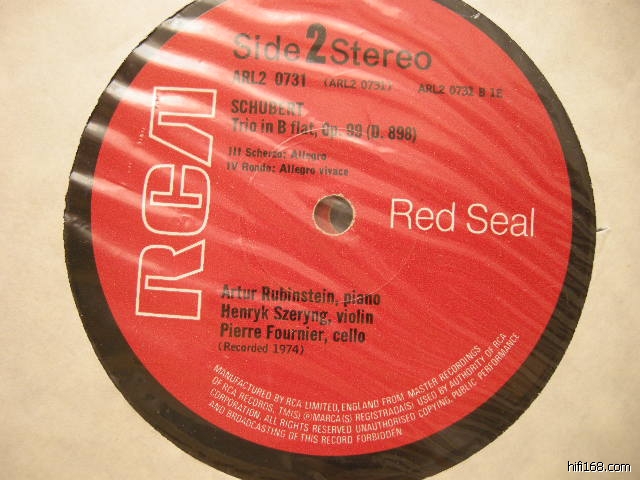 Side 2 Stereo
ARL2 0731 (ARL2 0731) ARL2 0732 B 1E
SCHUBERT
Trio in B flat, Op. 99 (D. 898)
III Scherzo: Allegro
IV Rondo: Allegro vivace
RCA
Red Seal
Artur Rubinstein, piano
Henryk Szeryng, violin
Pierre Fournier, cello
(Recorded 1974)
MANUFACTURED BY RCA LIMITED, ENGLAND FROM MASTER RECORDINGS
OF RCA RECORDS, TM(S) ®MARCA(S) REGISTRADA(S) USED BY AUTHORITY OF RCA
CORPORATION. ALL RIGHTS RESERVED UNAUTHORISED COPYING, PUBLIC PERFORMANCE
AND BROADCASTING OF THIS RECORD FORBIDDEN
hifi168.com